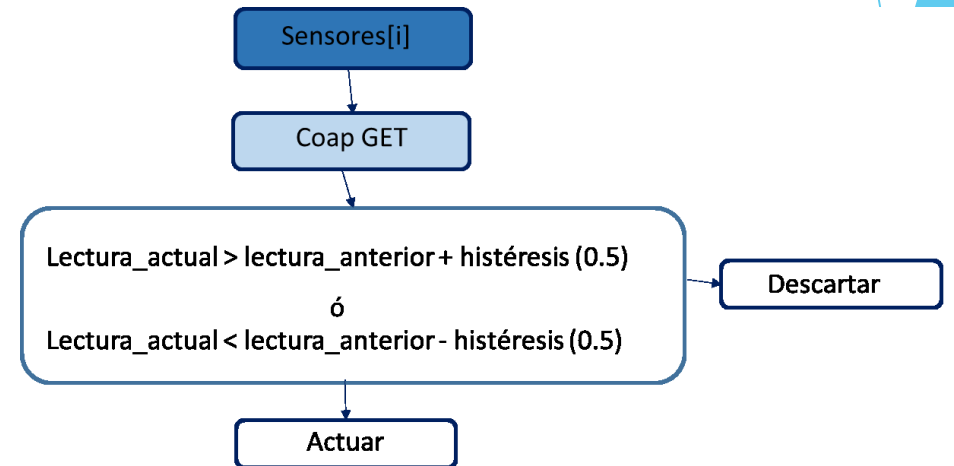 Sensores[i]
Coap GET
Lectura_actual > lectura_anterior + histéresis (0.5)
ó
Lectura_actual < lectura_anterior - histéresis (0.5)
Descartar
Actuar